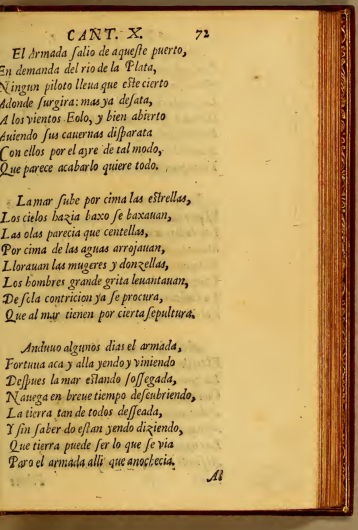 CANT. X. 72
El Armada salio de aqueste puerto,
En demanda del rio de la Plata,
Ningun piloto lleua que este cierto
Adonde surgira: mas ya desata,
A los vientos Eolo, y bien abierto
Auiendo sus cauernas disparata
Con ellos por el ayre de tal modo,
Que parece acabarlo quiere todo.
La mar sube por cima las estrellas,
Los cielos hazia baxo se baxauan,
Las olas parecia que centellas,
Por cima de las aguas arrojauan,
Llorauan las mugeres y donzellas,
Los hombres grande grita leuantauan,
De sola contricion ya se procura,
Que al mar tienen por cierta sepultura.
Anduuo algunos dias el armada,
Fortuua aca y alla yendo y viniendo
Despues la mar estando sossegada,
Nauega en breue tiempo descubriendo,
La tierra tan de todos desseada,
Y sin saber do estan yendo diziendo,
Que tierra puede ser lo que se via
Paro el armada alli que anochecia.
Al